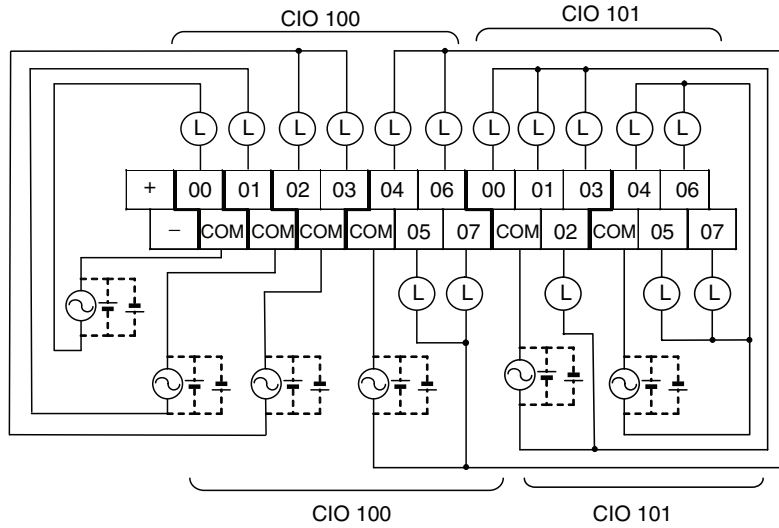 CIO 100 CIO 101
L L L L L L L L L L L
+ 00 01 02 03 04 06 00 01 03 04 06
− COM COM COM COM 05 07 COM 02 COM 05 07
L L L L L
CIO 100 CIO 101